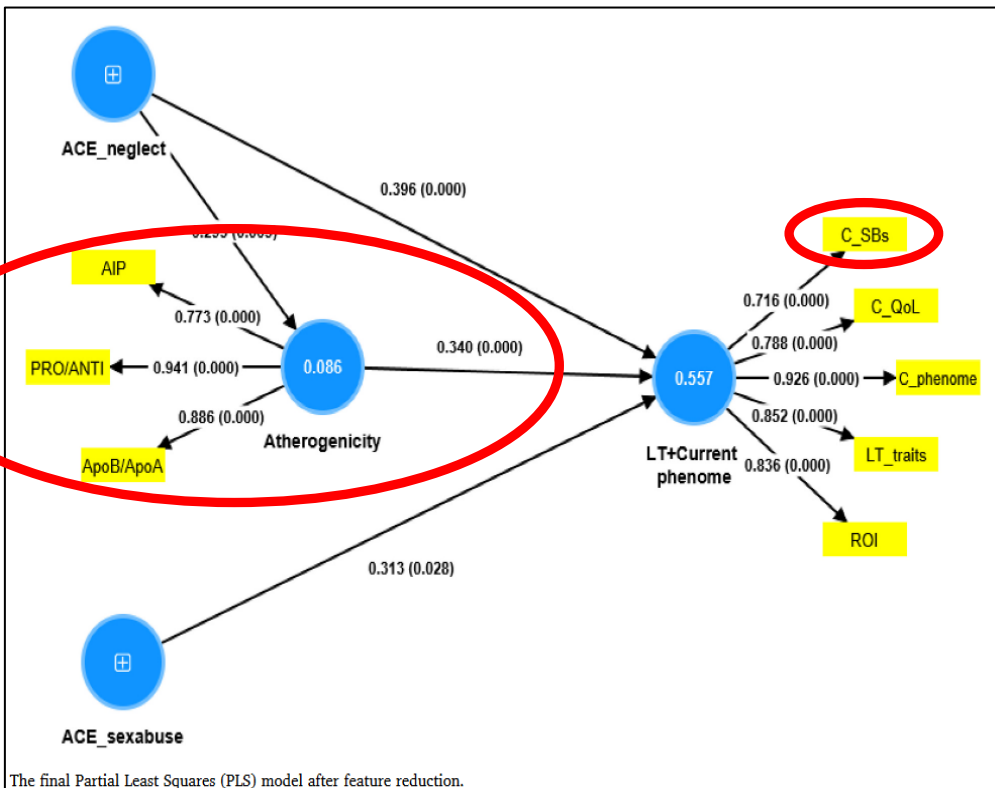 ACE_neglect
0.396 (0.000)
C_SBs
AIP
0.716 (0.000)
C_QoL
0.773 (0.000)
0.788 (0.000)
0.340 (0.000)
PRO/ANTI
0.941 (0.000)
0.086
0.557
0.926 (0.000)
C_phenome
0.886 (0.000)
0.852 (0.000)
Atherogenicity
LT+Current
phenome
LT_traits
ApoB/ApoA
0.836 (0.000)
ROI
0.313 (0.028)
ACE_sexabuse
The final Partial Least Squares (PLS) model after feature reduction.